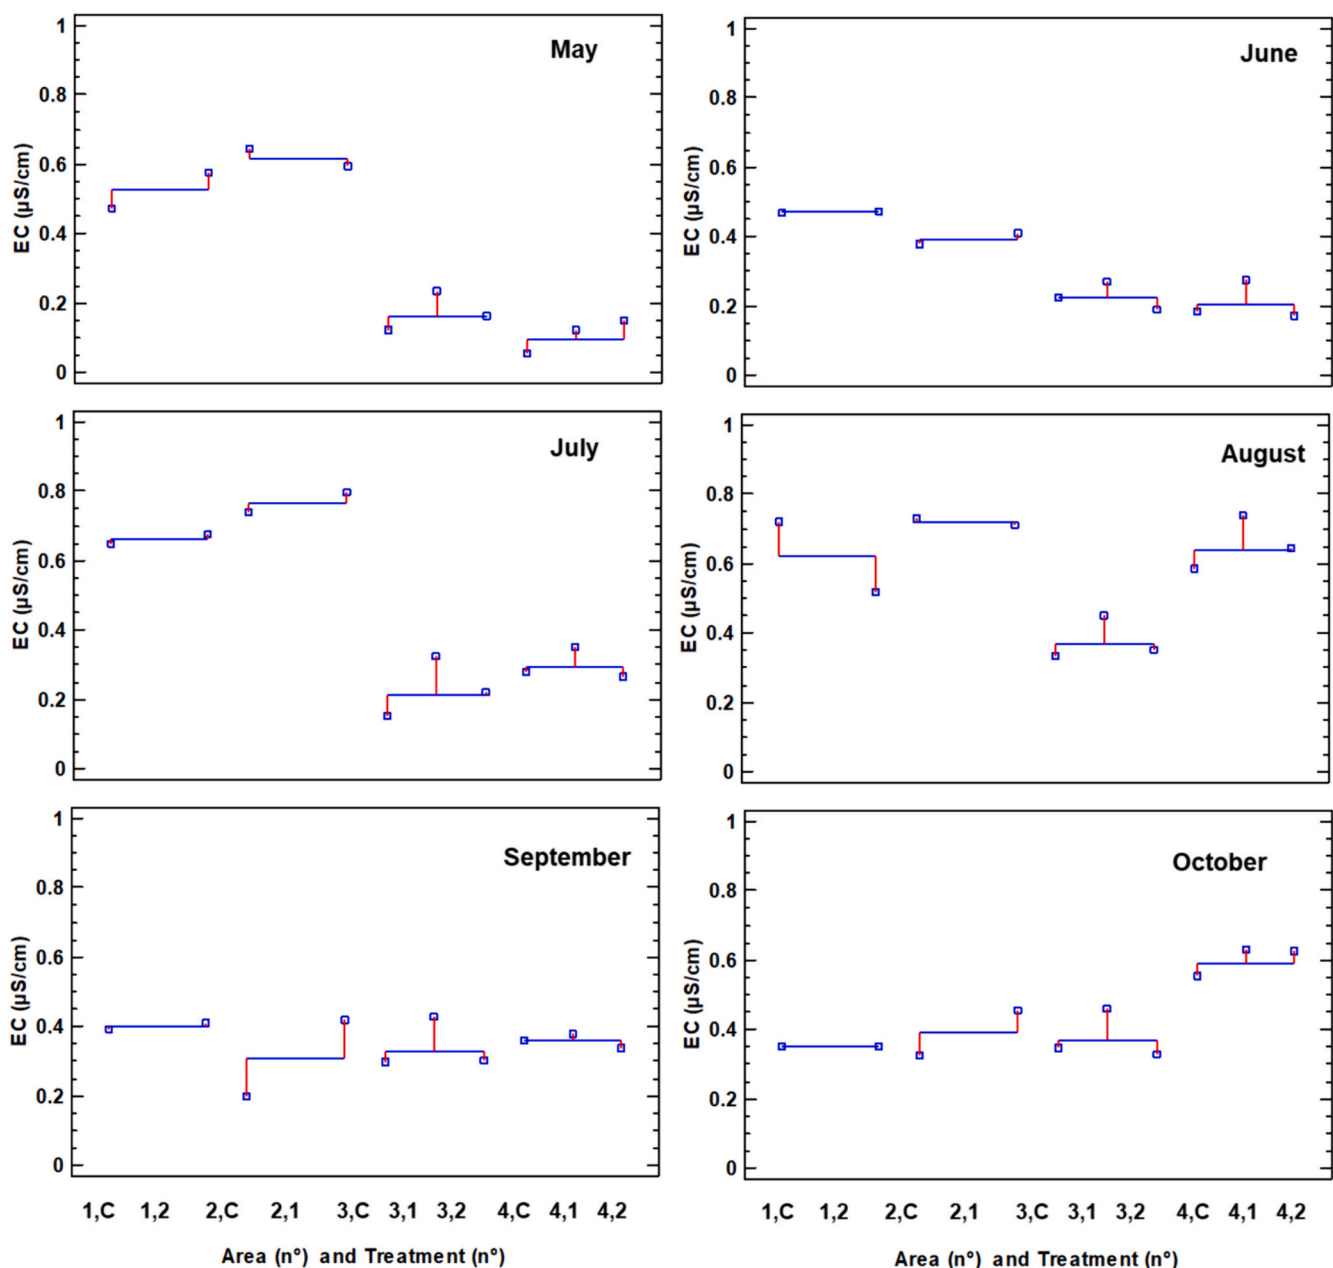 May
1
0.8
0.6
0.4
0.2
0
EC (µS/cm)
June
1
0.8
0.6
0.4
0.2
0
EC (µS/cm)
July
1
0.8
0.6
0.4
0.2
0
EC (µS/cm)
August
1
0.8
0.6
0.4
0.2
0
EC (µS/cm)
September
1
0.8
0.6
0.4
0.2
0
EC (µS/cm)
1,C 1,2 2,C 2,1 3,C 3,1 3,2 4,C 4,1 4,2
Area (n°) and Treatment (n°)
October
1
0.8
0.6
0.4
0.2
0
EC (µS/cm)
1,C 1,2 2,C 2,1 3,C 3,1 3,2 4,C 4,1 4,2
Area (n°) and Treatment (n°)